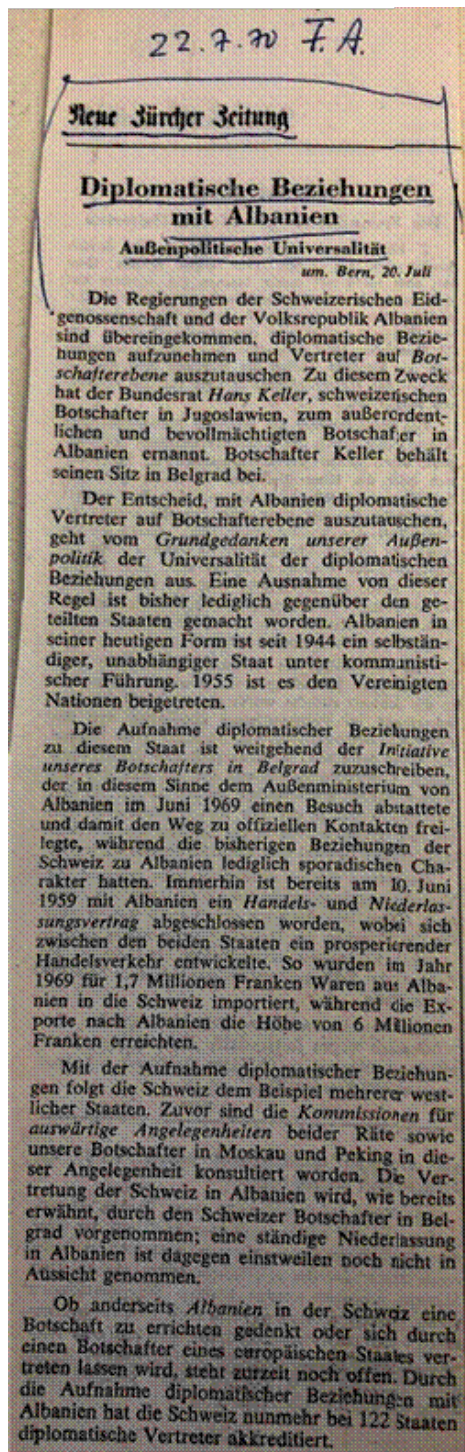 22.7.70 F.A.
Neue Zürcher Zeitung
Diplomatische Beziehungen
mit Albanien
Außenpolitische Universalität
um. Bern, 20. Juli
Die Regierungen der Schweizerischen Eid-
genossenschaft und der Volksrepublik Albanien
sind übereingekommen, diplomatische Bezie-
hungen aufzunehmen und Vertreter auf Bot-
schafterebene auszutauschen. Zu diesem Zweck
hat der Bundesrat Hans Keller, schweizerischen
Botschafter in Jugoslawien, zum außerordent-
lichen und bevollmächtigten Botschafter in
Albanien ernannt. Botschafter Keller behält
seinen Sitz in Belgrad bei.
Der Entscheid, mit Albanien diplomatische
Vertreter auf Botschafterebene auszutauschen,
geht vom Grundgedanken unserer Außen-
politik der Universalität der diplomatischen
Beziehungen aus. Eine Ausnahme von dieser
Regel ist bisher lediglich gegenüber den ge-
teilten Staaten gemacht worden. Albanien in
seiner heutigen Form ist seit 1944 ein selbstän-
diger, unabhängiger Staat unter kommunisti-
scher Führung. 1955 ist es den Vereinigten
Nationen beigetreten.
Die Aufnahme diplomatischer Beziehungen
zu diesem Staat ist weitgehend der Initiative
unseres Botschafters in Belgrad zuzuschreiben,
der in diesem Sinne dem Außenministerium von
Albanien im Juni 1969 einen Besuch abstattete
und damit den Weg zu offiziellen Kontakten frei-
legte, während die bisherigen Beziehungen der
Schweiz zu Albanien lediglich sporadischen Cha-
rakter hatten. Immerhin ist bereits am 10. Juni
1959 mit Albanien ein Handels- und Niederlas-
sungsvertrag abgeschlossen worden, wobei sich
zwischen den beiden Staaten ein prosperierender
Handelsverkehr entwickelte. So wurden im Jahr
1969 für 1,7 Millionen Franken Waren aus Alba-
nien in die Schweiz importiert, während die Ex-
porte nach Albanien die Höhe von 6 Millionen
Franken erreichten.
Mit der Aufnahme diplomatischer Beziehun-
gen folgt die Schweiz dem Beispiel mehrerer west-
licher Staaten. Zuvor sind die Kommissionen für
auswärtige Angelegenheiten beider Räte sowie
unsere Botschafter in Moskau und Peking in die-
ser Angelegenheit konsultiert worden. Die Ver-
tretung der Schweiz in Albanien wird, wie bereits
erwähnt, durch den Schweizer Botschafter in Bel-
grad vorgenommen; eine ständige Niederlassung
in Albanien ist dagegen einstweilen noch nicht in
Aussicht genommen.
Ob anderseits Albanien in der Schweiz eine
Botschaft zu errichten gedenkt oder sich durch
einen Botschafter eines europäischen Staates ver-
treten lassen wird, steht zurzeit noch offen. Durch
die Aufnahme diplomatischer Beziehungen mit
Albanien hat die Schweiz nunmehr bei 122 Staaten
diplomatische Vertreter akkreditiert.